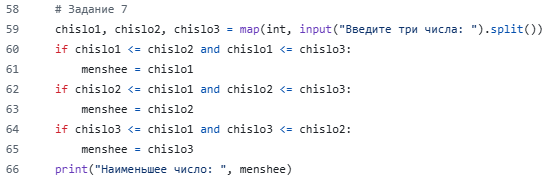 58 # Задание 7
59 chislo1, chislo2, chislo3 = map(int, input("Введите три числа: ").split())
60 if chislo1 <= chislo2 and chislo1 <= chislo3:
61     menshee = chislo1
62 if chislo2 <= chislo1 and chislo2 <= chislo3:
63     menshee = chislo2
64 if chislo3 <= chislo1 and chislo3 <= chislo2:
65     menshee = chislo3
66 print("Наименьшее число: ", menshee)